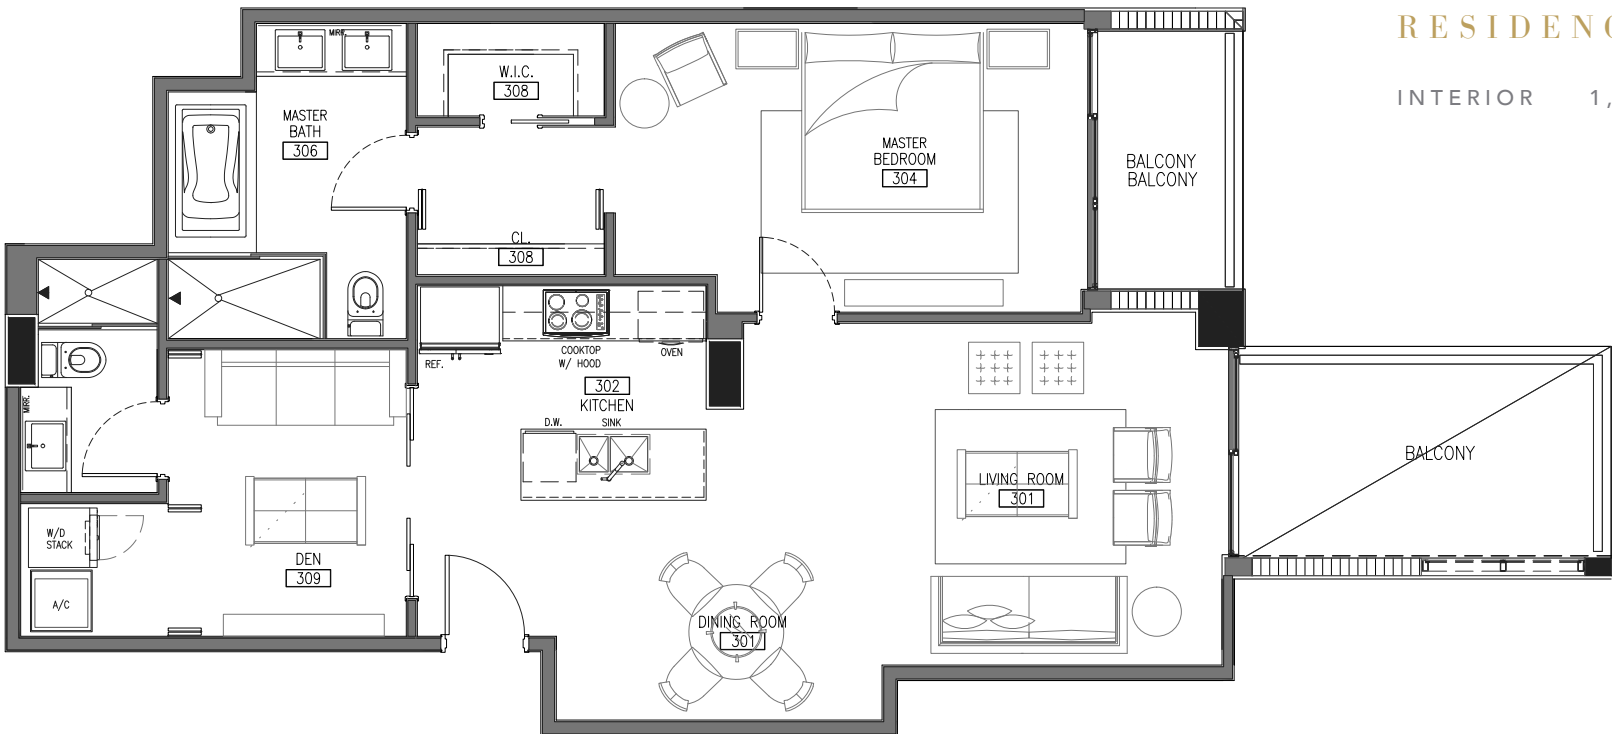 RESIDENC
INTERIOR 1,
MIRR.
W.I.C.
308
MASTER
BATH
306
MASTER
BEDROOM
304
BALCONY
BALCONY
CL.
308
COOKTOP
W/ HOOD
OVEN
REF.
302
KITCHEN
D.W.
SINK
MIRR.
BALCONY
LIVING ROOM
301
W/D
STACK
DEN
309
A/C
DINING ROOM
301